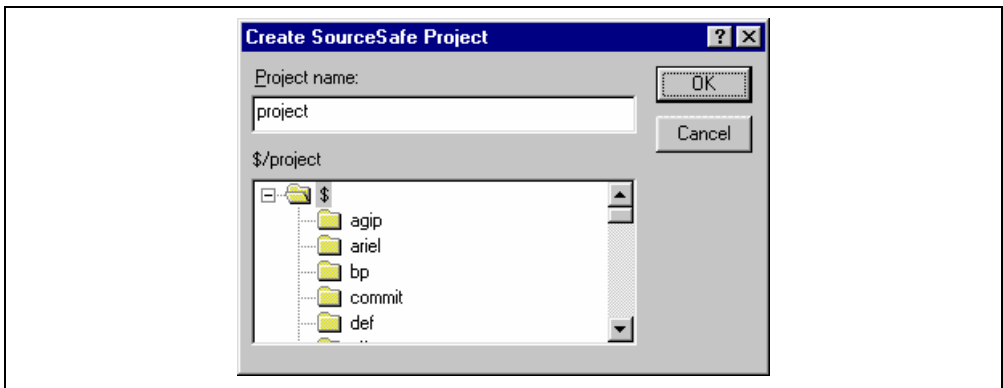 Create SourceSafe Project
Project name:
OK
project
Cancel
$/project
$
agip
ariel
bp
commit
def